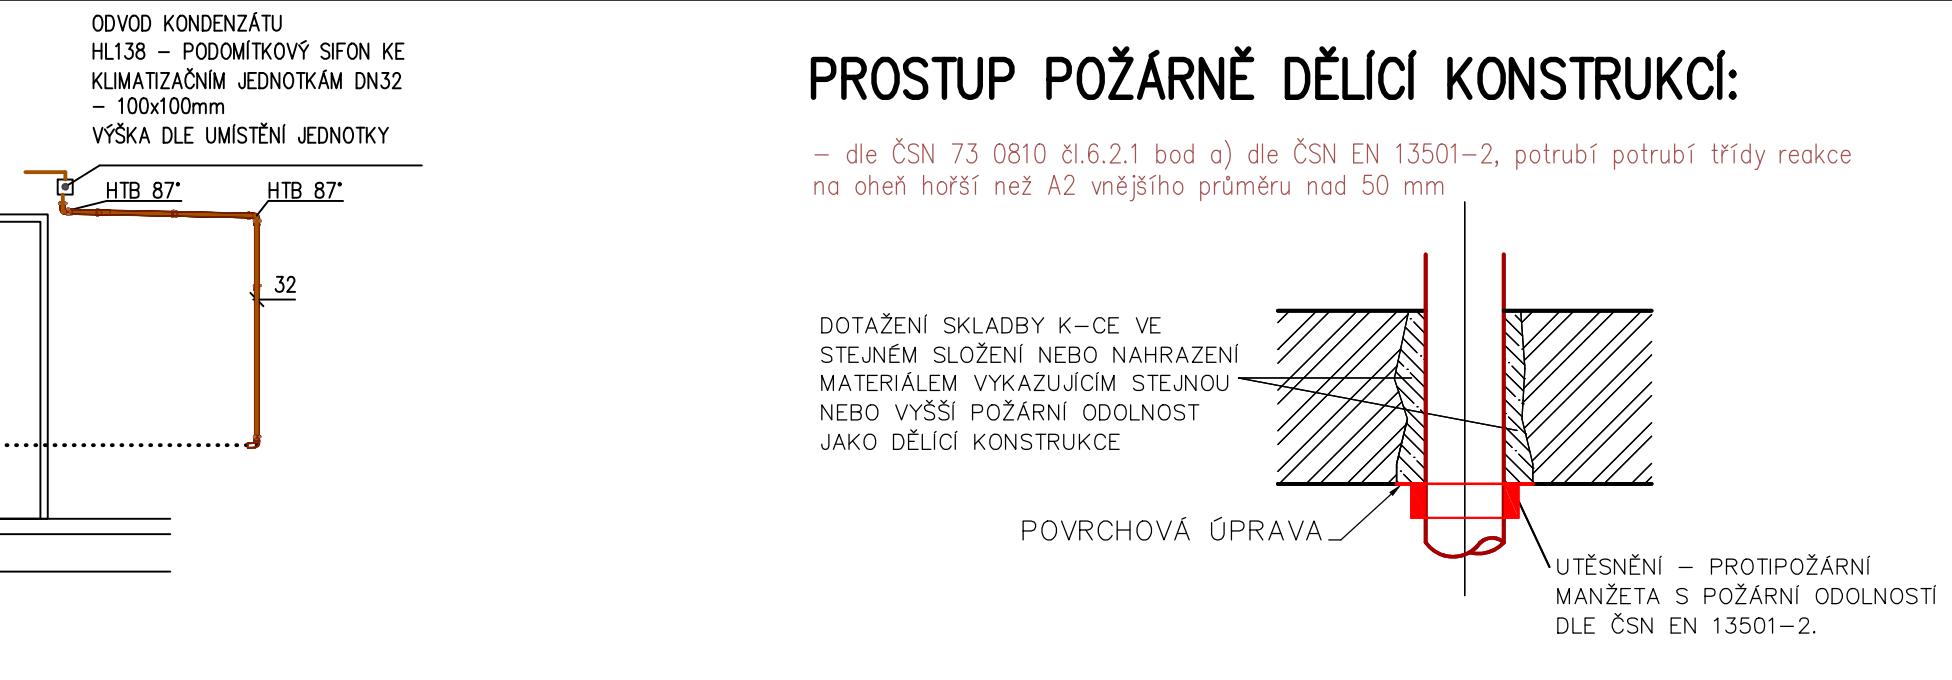 ODVOD KONDENZÁTU
HL138 – PODOMÍTKOVÝ SIFON KE
KLIMATIZAČNÍM JEDNOTKÁM DN32
– 100x100mm
VÝŠKA DLE UMÍSTĚNÍ JEDNOTKY
HTB 87°
HTB 87°
32
PROSTUP POŽÁRNĚ DĚLÍCÍ KONSTRUKCÍ:
– dle ČSN 73 0810 čl.6.2.1 bod a) dle ČSN EN 13501–2, potrubí potrubí třídy reakce
na oheň horší než A2 vnějšího průměru nad 50 mm
DOTAŽENÍ SKLADBY K–CE VE
STEJNÉM SLOŽENÍ NEBO NAHRAZENÍ
MATERIÁLEM VYKAZUJÍCÍM STEJNOU
NEBO VYŠŠÍ POŽÁRNÍ ODOLNOST
JAKO DĚLÍCÍ KONSTRUKCE
POVRCHOVÁ ÚPRAVA
UTĚSNĚNÍ – PROTIPOŽÁRNÍ
MANŽETA S POŽÁRNÍ ODOLNOSTÍ
DLE ČSN EN 13501–2.